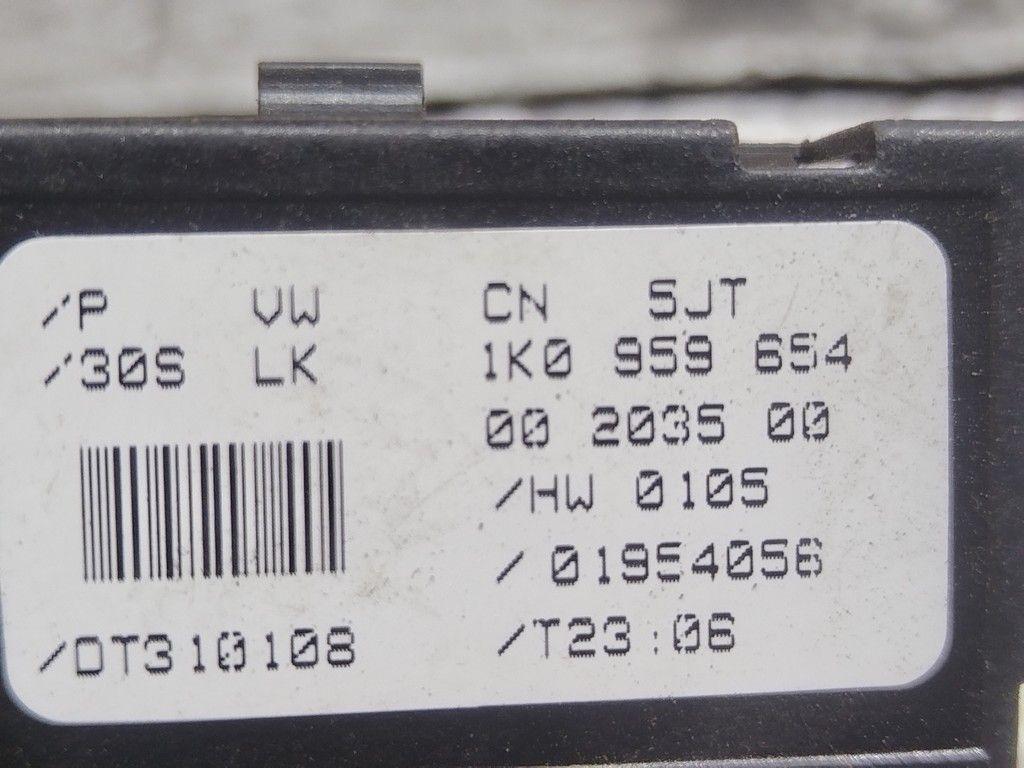 /P VW CN 5JT
/30S LK 1K0 959 654
00 2035 00
/HW 0105
/ 01954056
/DT310108 /T23:06